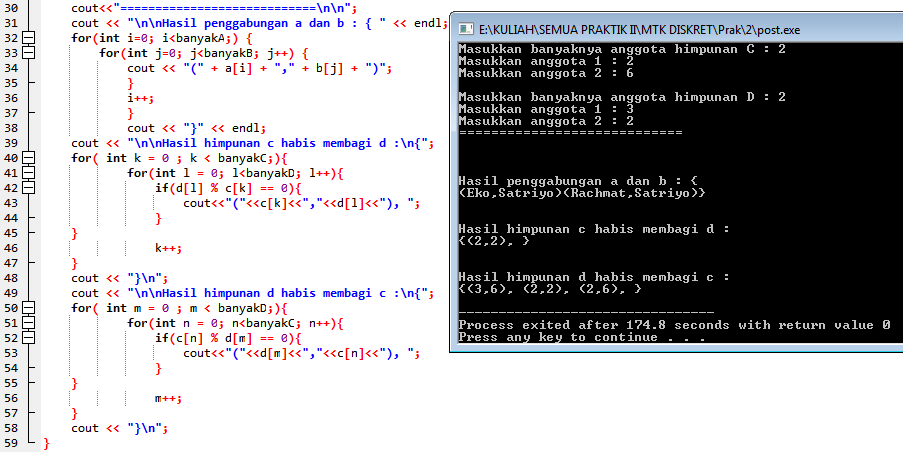 30 cout<<"============================\n\n";
31 cout << "\n\nHasil penggabungan a dan b : { " << endl;
32 for(int i=0; i<banyakA;) {
33 for(int j=0; j<banyakB; j++) {
34 cout << "(" + a[i] + "," + b[j] + ")";
35 }
36 i++;
37 }
38 cout << "}" << endl;
39 cout << "\n\nHasil himpunan c habis membagi d :\n{";
40 for( int k = 0 ; k < banyakC;){
41 for(int l = 0; l<banyakD; l++){
42 if(d[l] % c[k] == 0){
43 cout<<"("<<c[k]<<","<<d[l]<<"), ";
44 }
45 }
46 k++;
47 }
48 cout << "}\n";
49 cout << "\n\nHasil himpunan d habis membagi c :\n{";
50 for( int m = 0 ; m < banyakD;){
51 for(int n = 0; n<banyakC; n++){
52 if(c[n] % d[m] == 0){
53 cout<<"("<<d[m]<<","<<c[n]<<"), ";
54 }
55 }
56 m++;
57 }
58 cout << "}\n";
59 }
E:\KULIAH\SEMUA PRAKTIK II\MTK DISKRET\Prak\2\post.exe
Masukkan banyaknya anggota himpunan C : 2
Masukkan anggota 1 : 2
Masukkan anggota 2 : 6
Masukkan banyaknya anggota himpunan D : 2
Masukkan anggota 1 : 3
Masukkan anggota 2 : 2
============================
Hasil penggabungan a dan b : {
(Eko,Satriyo)(Rachmat,Satriyo)}
Hasil himpunan c habis membagi d :
{(2,2), }
Hasil himpunan d habis membagi c :
{(3,6), (2,2), (2,6), }
--------------------------------
Process exited after 174.8 seconds with return value 0
Press any key to continue . . .